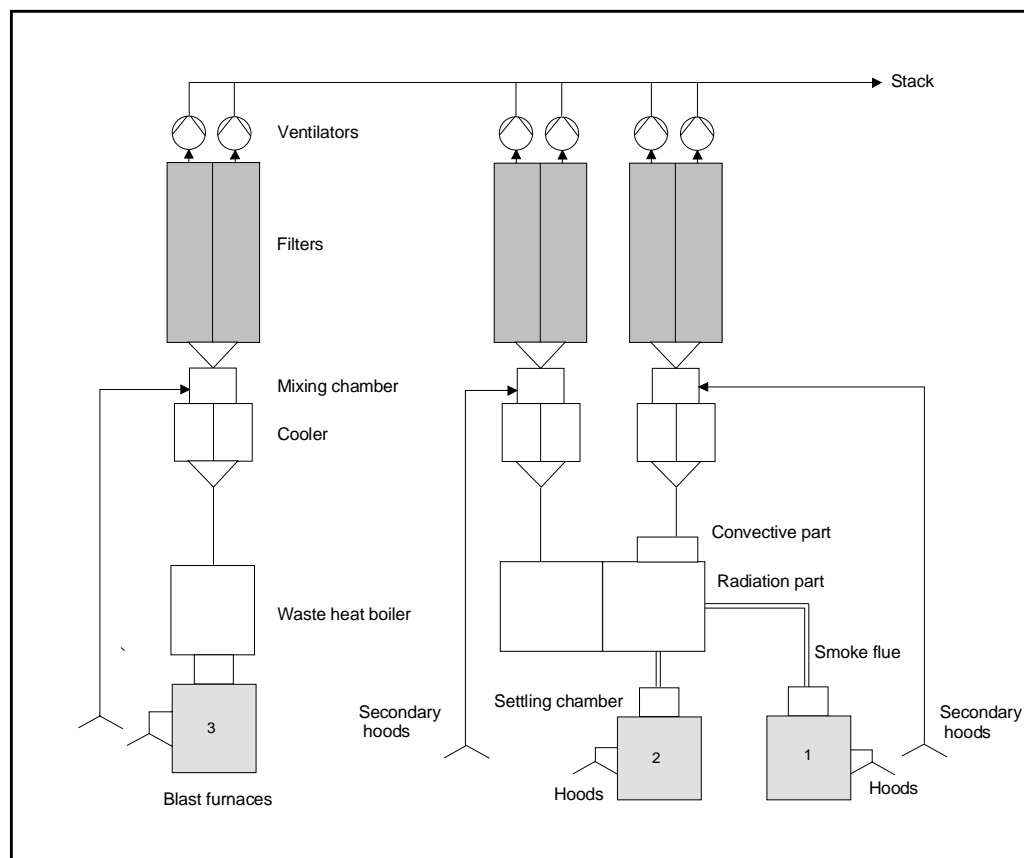 Stack
Ventilators
Filters
Mixing chamber
Cooler
Convective part
Radiation part
Waste heat boiler
Smoke flue
Settling chamber
Secondary
hoods
Secondary
hoods
3
2
1
Hoods
Hoods
Blast furnaces